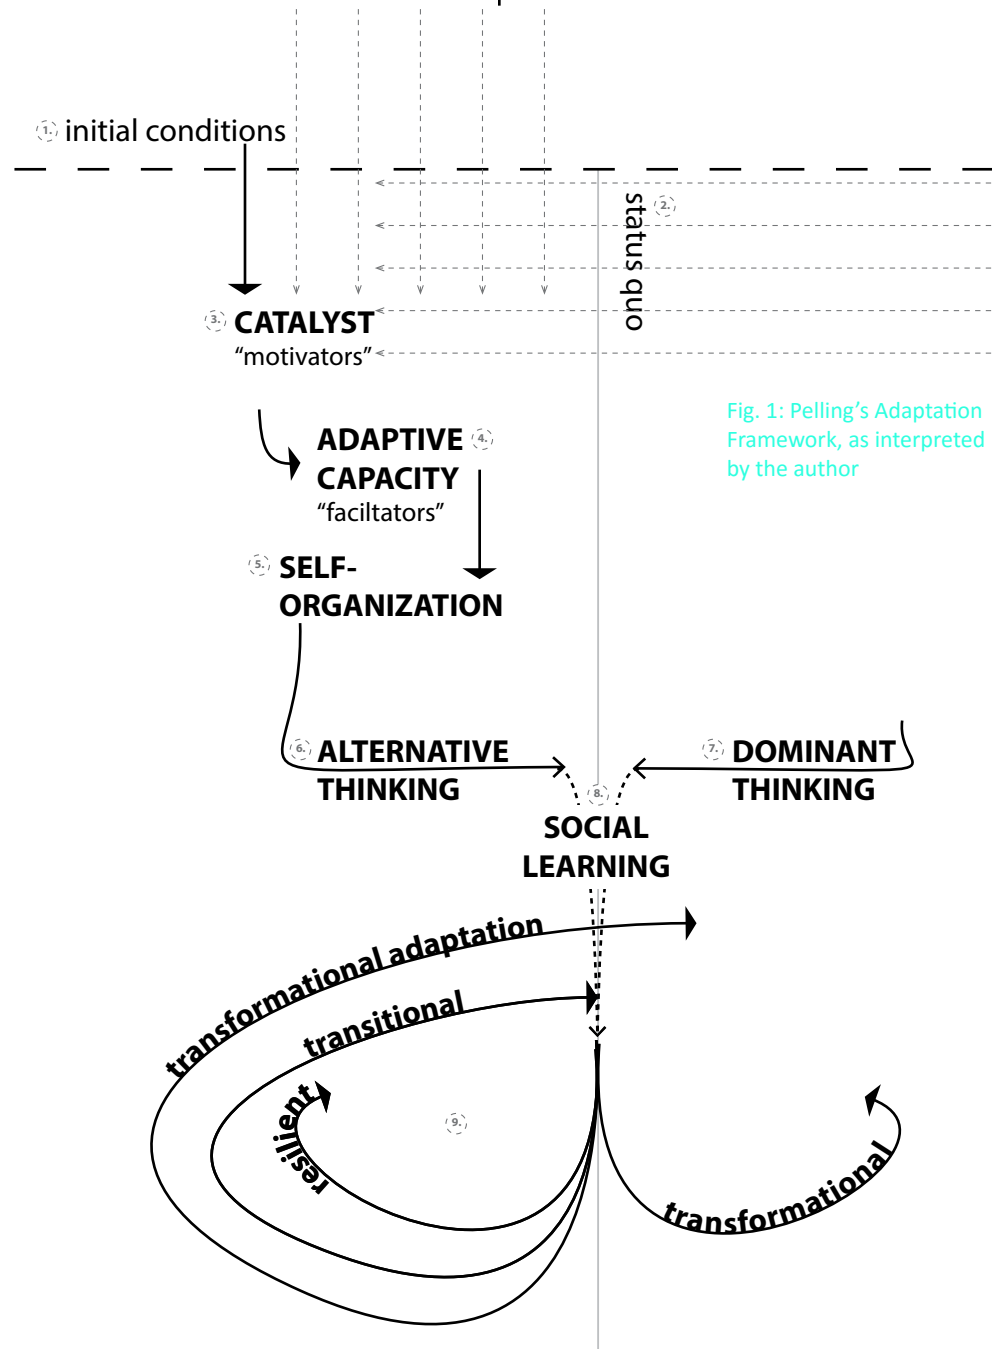 1. initial conditions
status quo
2.
3. CATALYST
“motivators”
ADAPTIVE 4.
CAPACITY
“faciltators”
5. SELF-
ORGANIZATION
Fig. 1: Pelling’s Adaptation
Framework, as interpreted
by the author
6. ALTERNATIVE
THINKING
7. DOMINANT
THINKING
8.
SOCIAL
LEARNING
transformational adaptation
transitional
resilient
9.
transformational